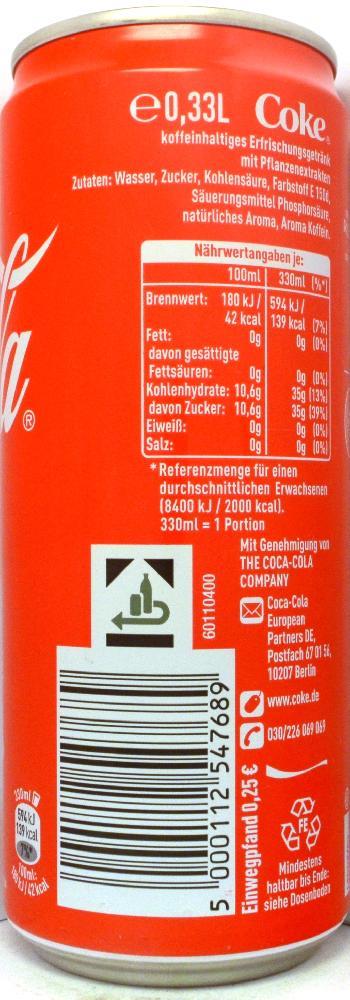 ℮0,33L Coke
koffeinhaltiges Erfrischungsgetränk
mit Pflanzenextrakten
Zutaten: Wasser, Zucker, Kohlensäure, Farbstoff E 150d,
Säuerungsmittel Phosphorsäure,
natürliches Aroma, Aroma Koffein.
Nährwertangaben je:
100ml 330ml (%*)
Brennwert: 180 kJ / 594 kJ /
42 kcal 139 kcal (7%)
Fett: 0g 0g (0%)
davon gesättigte
Fettsäuren: 0g 0g (0%)
Kohlenhydrate: 10,6g 35g (13%)
davon Zucker: 10,6g 35g (39%)
Eiweiß: 0g 0g (0%)
Salz: 0g 0g (0%)
*Referenzmenge für einen
durchschnittlichen Erwachsenen
(8400 kJ / 2000 kcal).
330ml = 1 Portion
Mit Genehmigung von
THE COCA-COLA
COMPANY
Coca-Cola
European
Partners DE,
Postfach 67 01 56,
10207 Berlin
www.coke.de
030/226 069 069
60110400
5 000112 547689
Einwegpfand 0,25 €
FE
Mindestens
haltbar bis Ende:
siehe Dosenboden
330ml
594 kJ
139 kcal
7%*
100ml:
180 kJ / 42 kcal
la
®